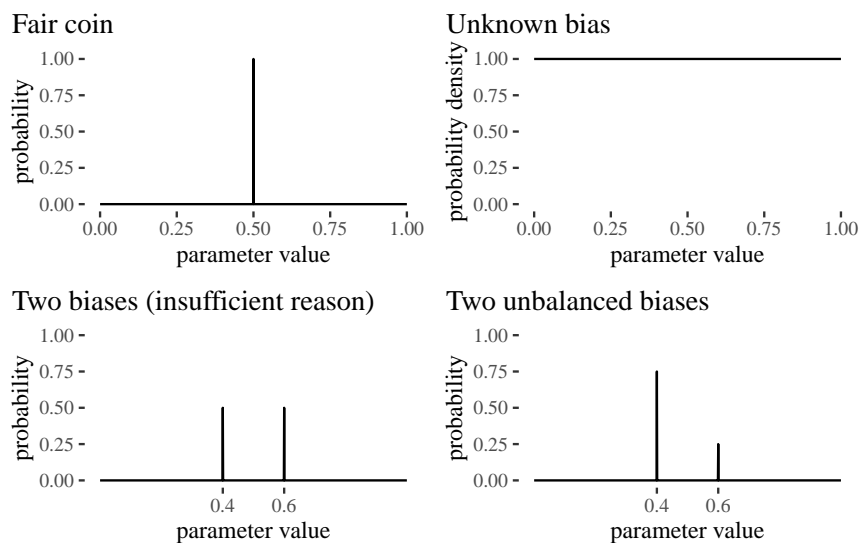 Fair coin
probability
1.00
0.75
0.50
0.25
0.00
0.00 0.25 0.50 0.75 1.00
parameter value
Unknown bias
probability density
1.00
0.75
0.50
0.25
0.00
0.00 0.25 0.50 0.75 1.00
parameter value
Two biases (insufficient reason)
probability
1.00
0.75
0.50
0.25
0.00
0.4 0.6
parameter value
Two unbalanced biases
probability
1.00
0.75
0.50
0.25
0.00
0.4 0.6
parameter value